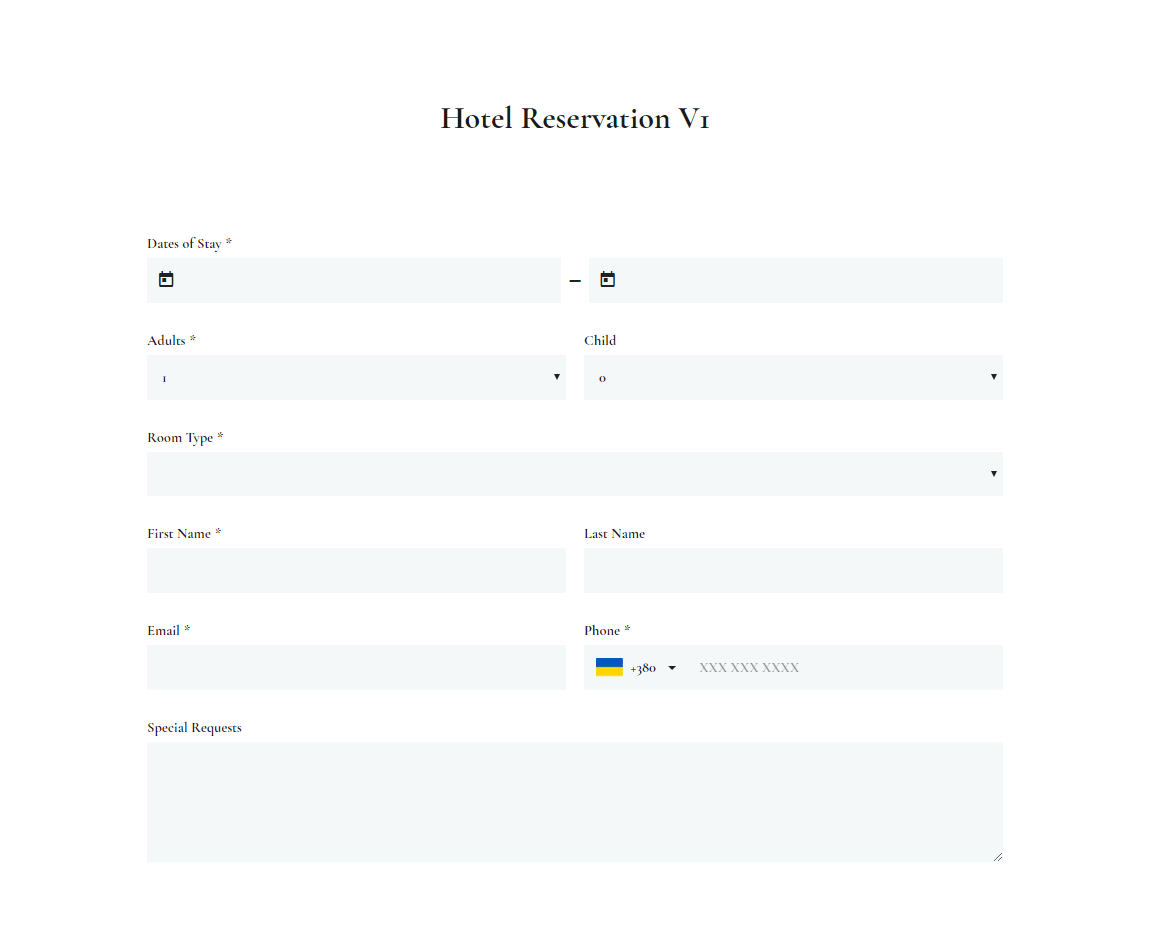 Hotel Reservation V1
Dates of Stay *
–
Adults * Child
1 0
Room Type *
First Name * Last Name
Email * Phone *
+380 XXX XXX XXXX
Special Requests